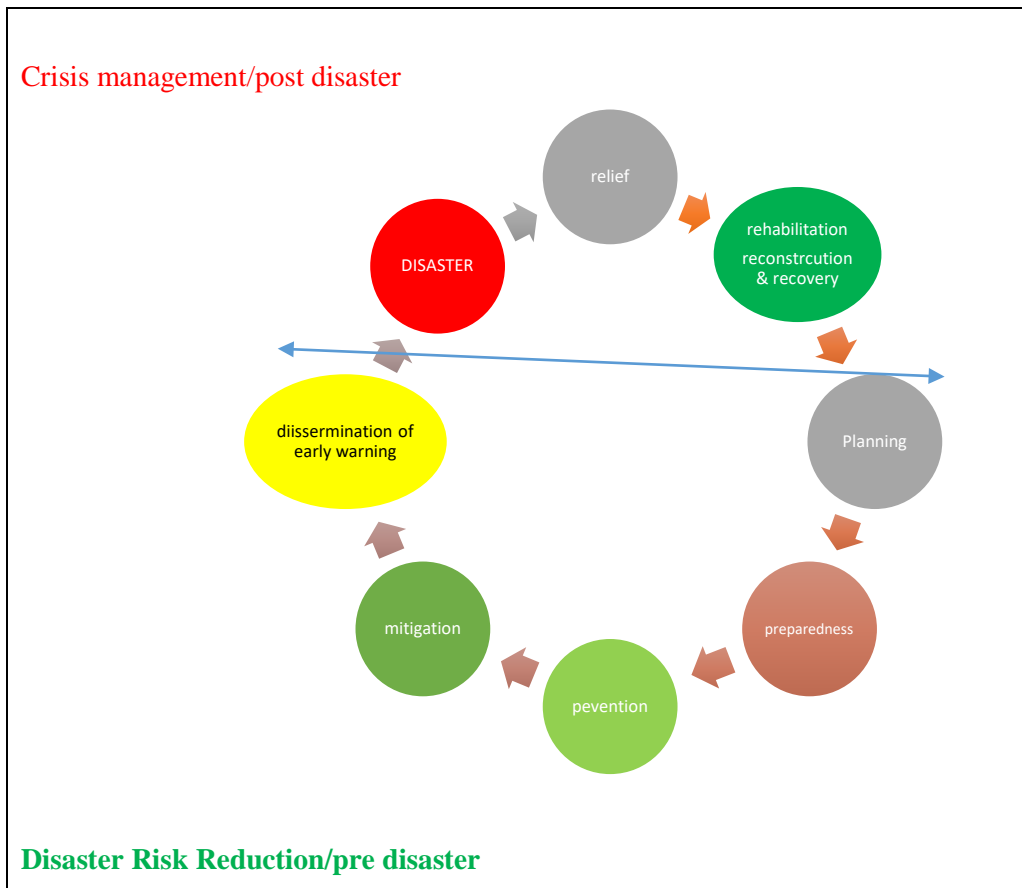 Crisis management/post disaster
relief
DISASTER
rehabilitation
reconstrcution
& recovery
diissermination of
early warning
Planning
mitigation
preparedness
pevention
Disaster Risk Reduction/pre disaster